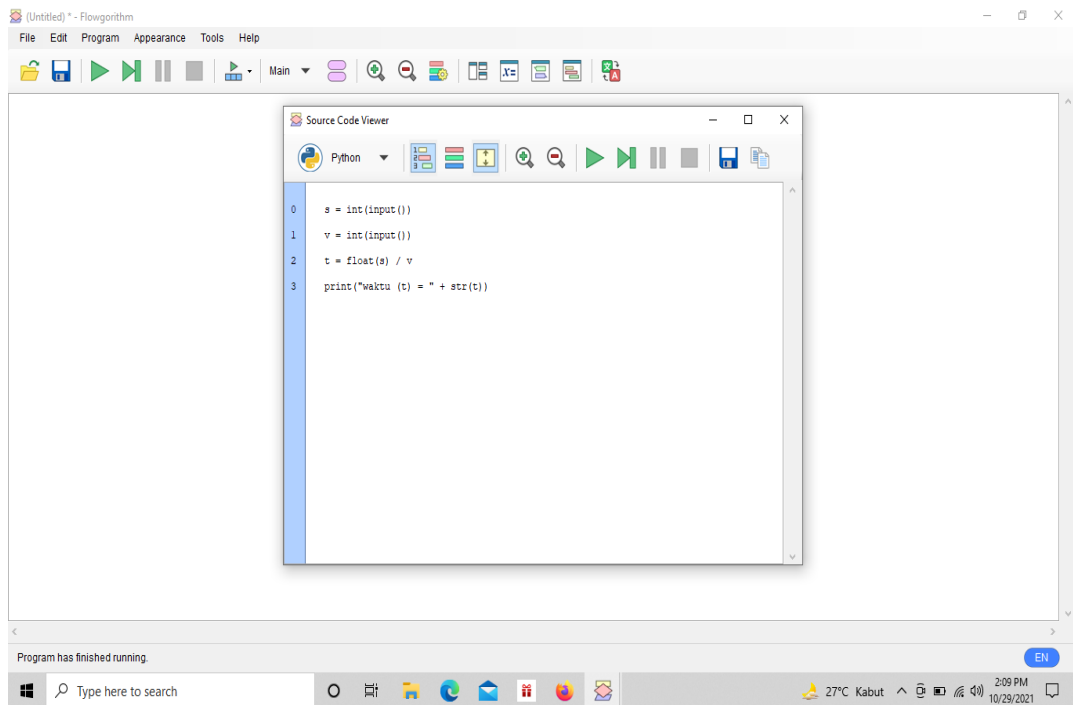 (Untitled) * - Flowgorithm
File Edit Program Appearance Tools Help
Main
Source Code Viewer
Python
0 s = int(input())
1 v = int(input())
2 t = float(s) / v
3 print("waktu (t) = " + str(t))
Program has finished running.
EN
Type here to search
27°C Kabut
2:09 PM
10/29/2021